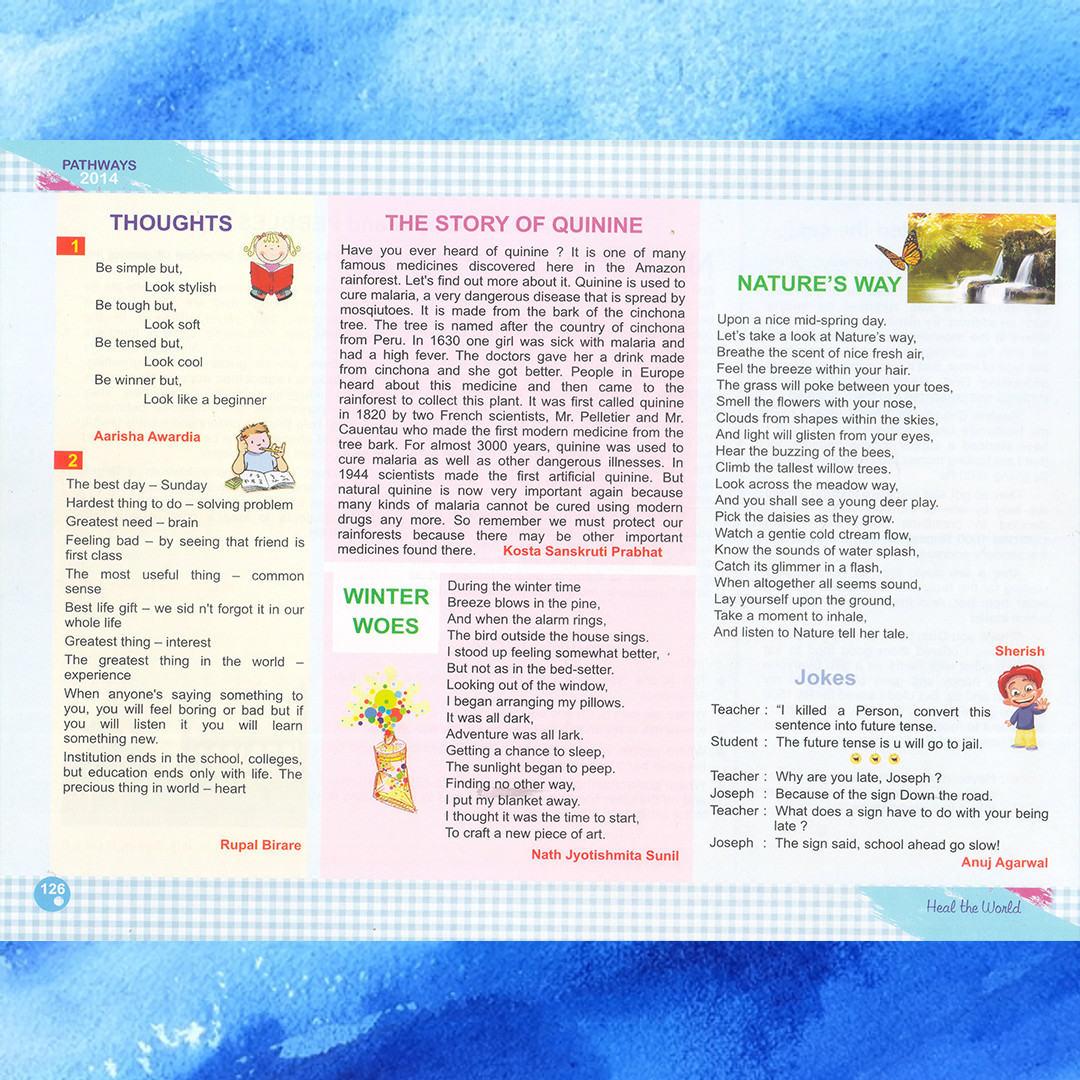 PATHWAYS
2014
THOUGHTS
1
Be simple but,
Look stylish
Be tough but,
Look soft
Be tensed but,
Look cool
Be winner but,
Look like a beginner
Aarisha Awardia
2
The best day – Sunday
Hardest thing to do – solving problem
Greatest need – brain
Feeling bad – by seeing that friend is
first class
The most useful thing – common
sense
Best life gift – we sid n't forgot it in our
whole life
Greatest thing – interest
The greatest thing in the world –
experience
When anyone's saying something to
you, you will feel boring or bad but if
you will listen it you will learn
something new.
Institution ends in the school, colleges,
but education ends only with life. The
precious thing in world – heart
Rupal Birare
THE STORY OF QUININE
Have you ever heard of quinine ? It is one of many
famous medicines discovered here in the Amazon
rainforest. Let's find out more about it. Quinine is used to
cure malaria, a very dangerous disease that is spread by
mosqiutoes. It is made from the bark of the cinchona
tree. The tree is named after the country of cinchona
from Peru. In 1630 one girl was sick with malaria and
had a high fever. The doctors gave her a drink made
from cinchona and she got better. People in Europe
heard about this medicine and then came to the
rainforest to collect this plant. It was first called quinine
in 1820 by two French scientists, Mr. Pelletier and Mr.
Cauentau who made the first modern medicine from the
tree bark. For almost 3000 years, quinine was used to
cure malaria as well as other dangerous illnesses. In
1944 scientists made the first artificial quinine. But
natural quinine is now very important again because
many kinds of malaria cannot be cured using modern
drugs any more. So remember we must protect our
rainforests because there may be other important
medicines found there. Kosta Sanskruti Prabhat
WINTER
WOES
During the winter time
Breeze blows in the pine,
And when the alarm rings,
The bird outside the house sings.
I stood up feeling somewhat better,
But not as in the bed-setter.
Looking out of the window,
I began arranging my pillows.
It was all dark,
Adventure was all lark.
Getting a chance to sleep,
The sunlight began to peep.
Finding no other way,
I put my blanket away.
I thought it was the time to start,
To craft a new piece of art.
Nath Jyotishmita Sunil
NATURE'S WAY
Upon a nice mid-spring day.
Let's take a look at Nature's way,
Breathe the scent of nice fresh air,
Feel the breeze within your hair.
The grass will poke between your toes,
Smell the flowers with your nose,
Clouds from shapes within the skies,
And light will glisten from your eyes,
Hear the buzzing of the bees,
Climb the tallest willow trees.
Look across the meadow way,
And you shall see a young deer play.
Pick the daisies as they grow.
Watch a gentie cold ctream flow,
Know the sounds of water splash,
Catch its glimmer in a flash,
When altogether all seems sound,
Lay yourself upon the ground,
Take a moment to inhale,
And listen to Nature tell her tale.
Sherish
Jokes
Teacher : “I killed a Person, convert this
sentence into future tense.
Student : The future tense is u will go to jail.
Teacher : Why are you late, Joseph ?
Joseph : Because of the sign Down the road.
Teacher : What does a sign have to do with your being
late ?
Joseph : The sign said, school ahead go slow!
Anuj Agarwal
126
Heal the World